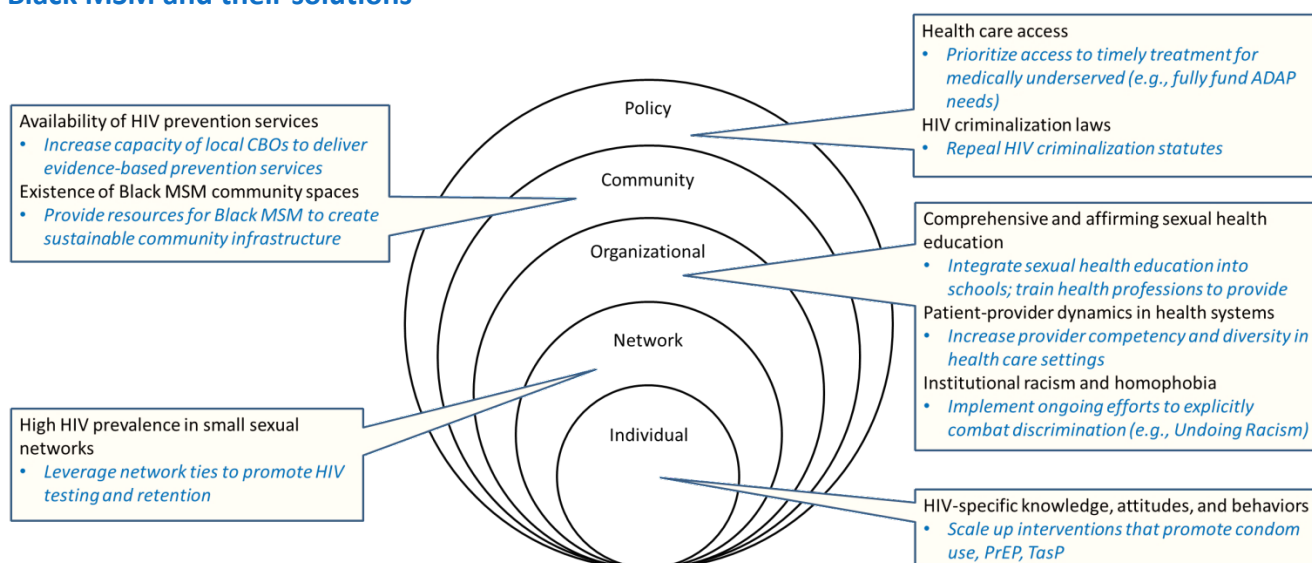 Black MSM and their solutions
Health care access
• Prioritize access to timely treatment for
medically underserved (e.g., fully fund ADAP
needs)
HIV criminalization laws
• Repeal HIV criminalization statutes
Availability of HIV prevention services
• Increase capacity of local CBOs to deliver
evidence-based prevention services
Existence of Black MSM community spaces
• Provide resources for Black MSM to create
sustainable community infrastructure
Policy
Community
Organizational
Network
Individual
Comprehensive and affirming sexual health
education
• Integrate sexual health education into
schools; train health professions to provide
Patient-provider dynamics in health systems
• Increase provider competency and diversity in
health care settings
Institutional racism and homophobia
• Implement ongoing efforts to explicitly
combat discrimination (e.g., Undoing Racism)
High HIV prevalence in small sexual
networks
• Leverage network ties to promote HIV
testing and retention
HIV-specific knowledge, attitudes, and behaviors
• Scale up interventions that promote condom
use, PrEP, TasP